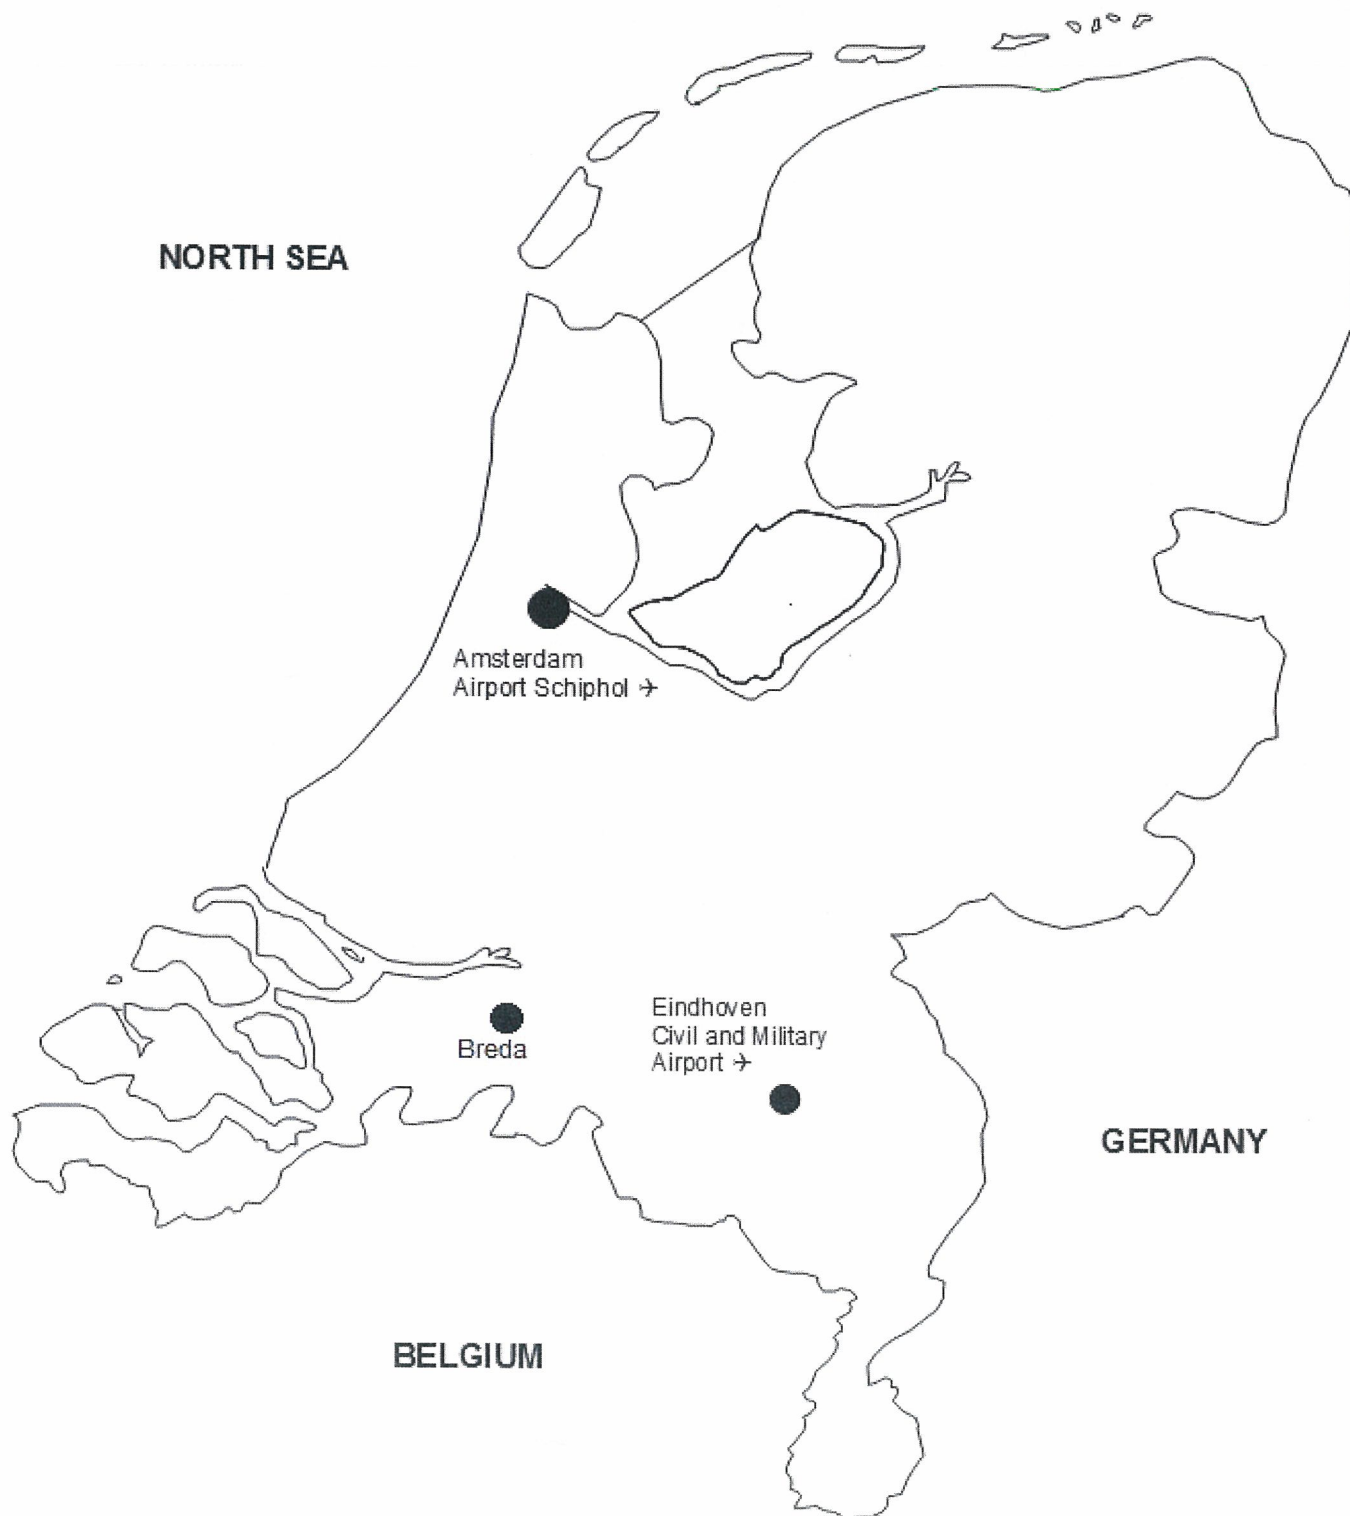 NORTH SEA
Amsterdam
Airport Schiphol ✈
Eindhoven
Civil and Military
Airport ✈
Breda
GERMANY
BELGIUM